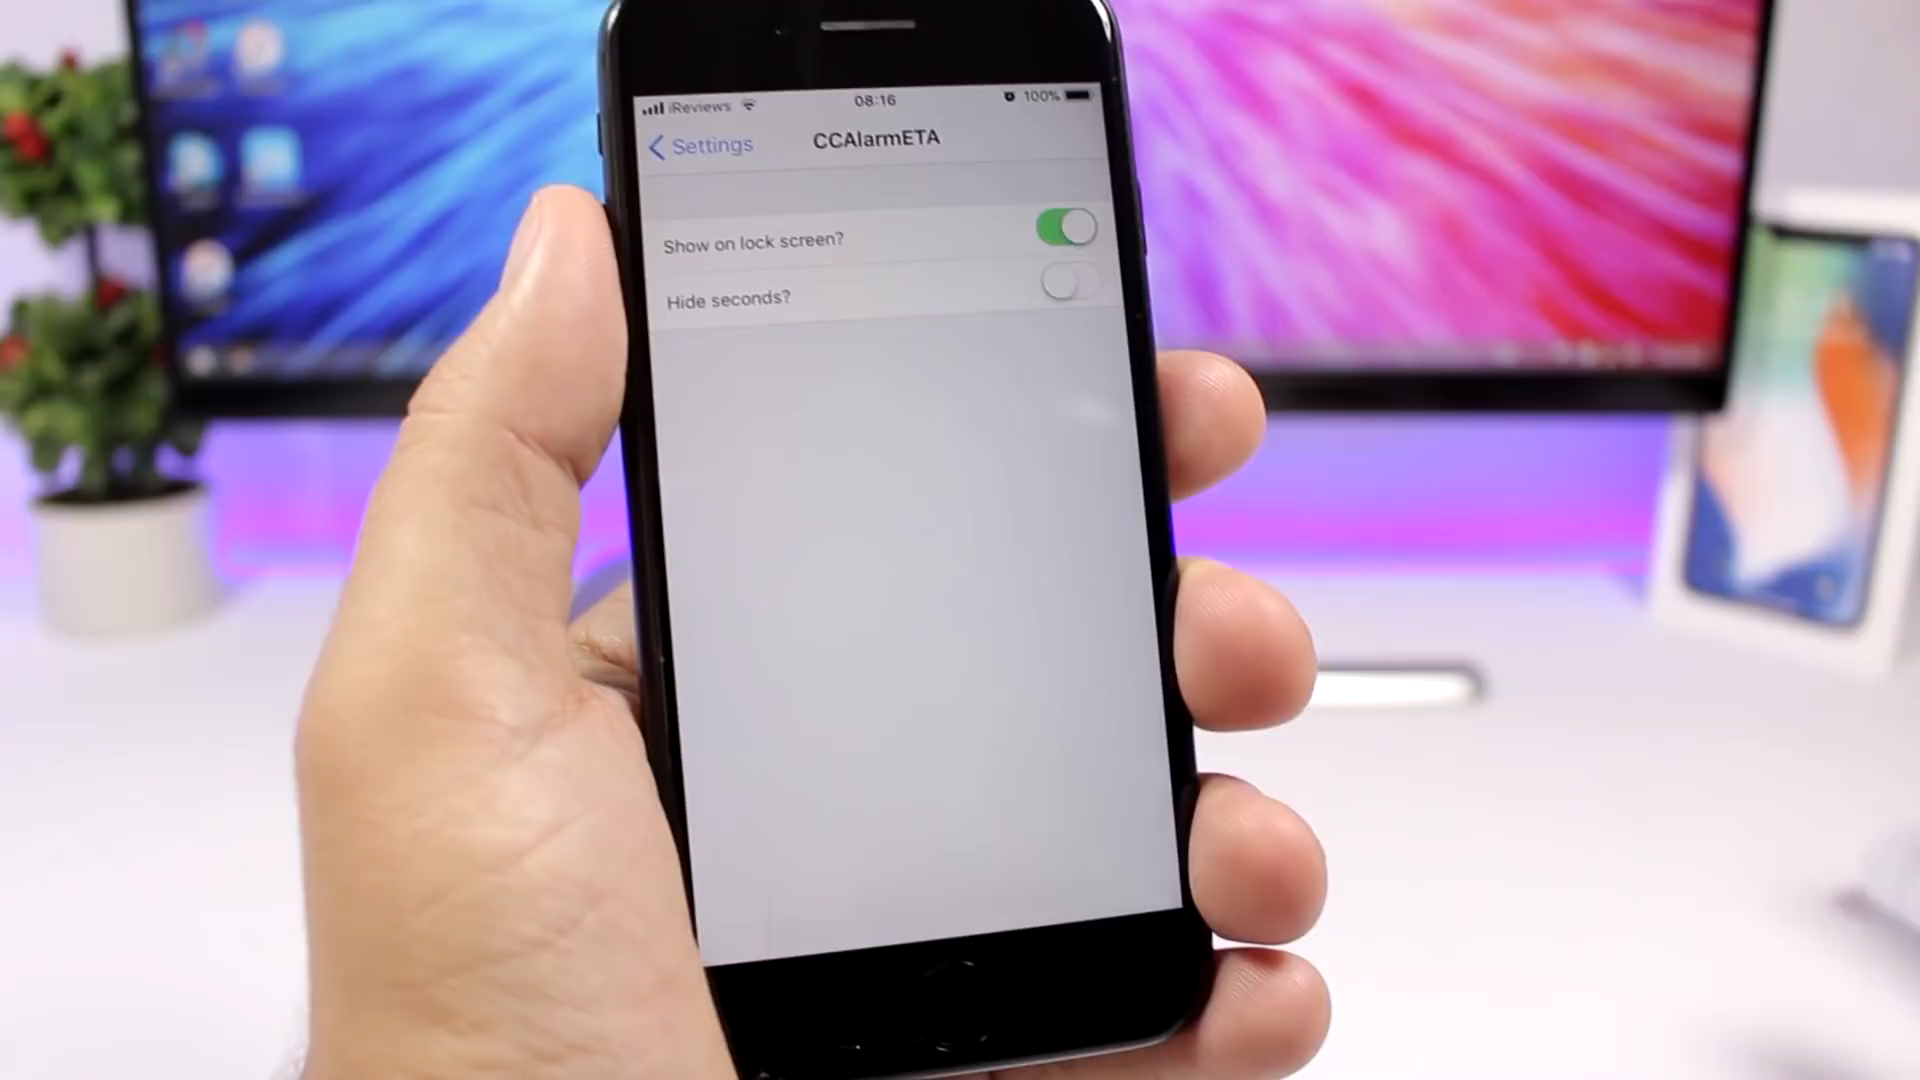 iReviews 08:16 100%
Settings CCAlarmETA
Show on lock screen?
Hide seconds?